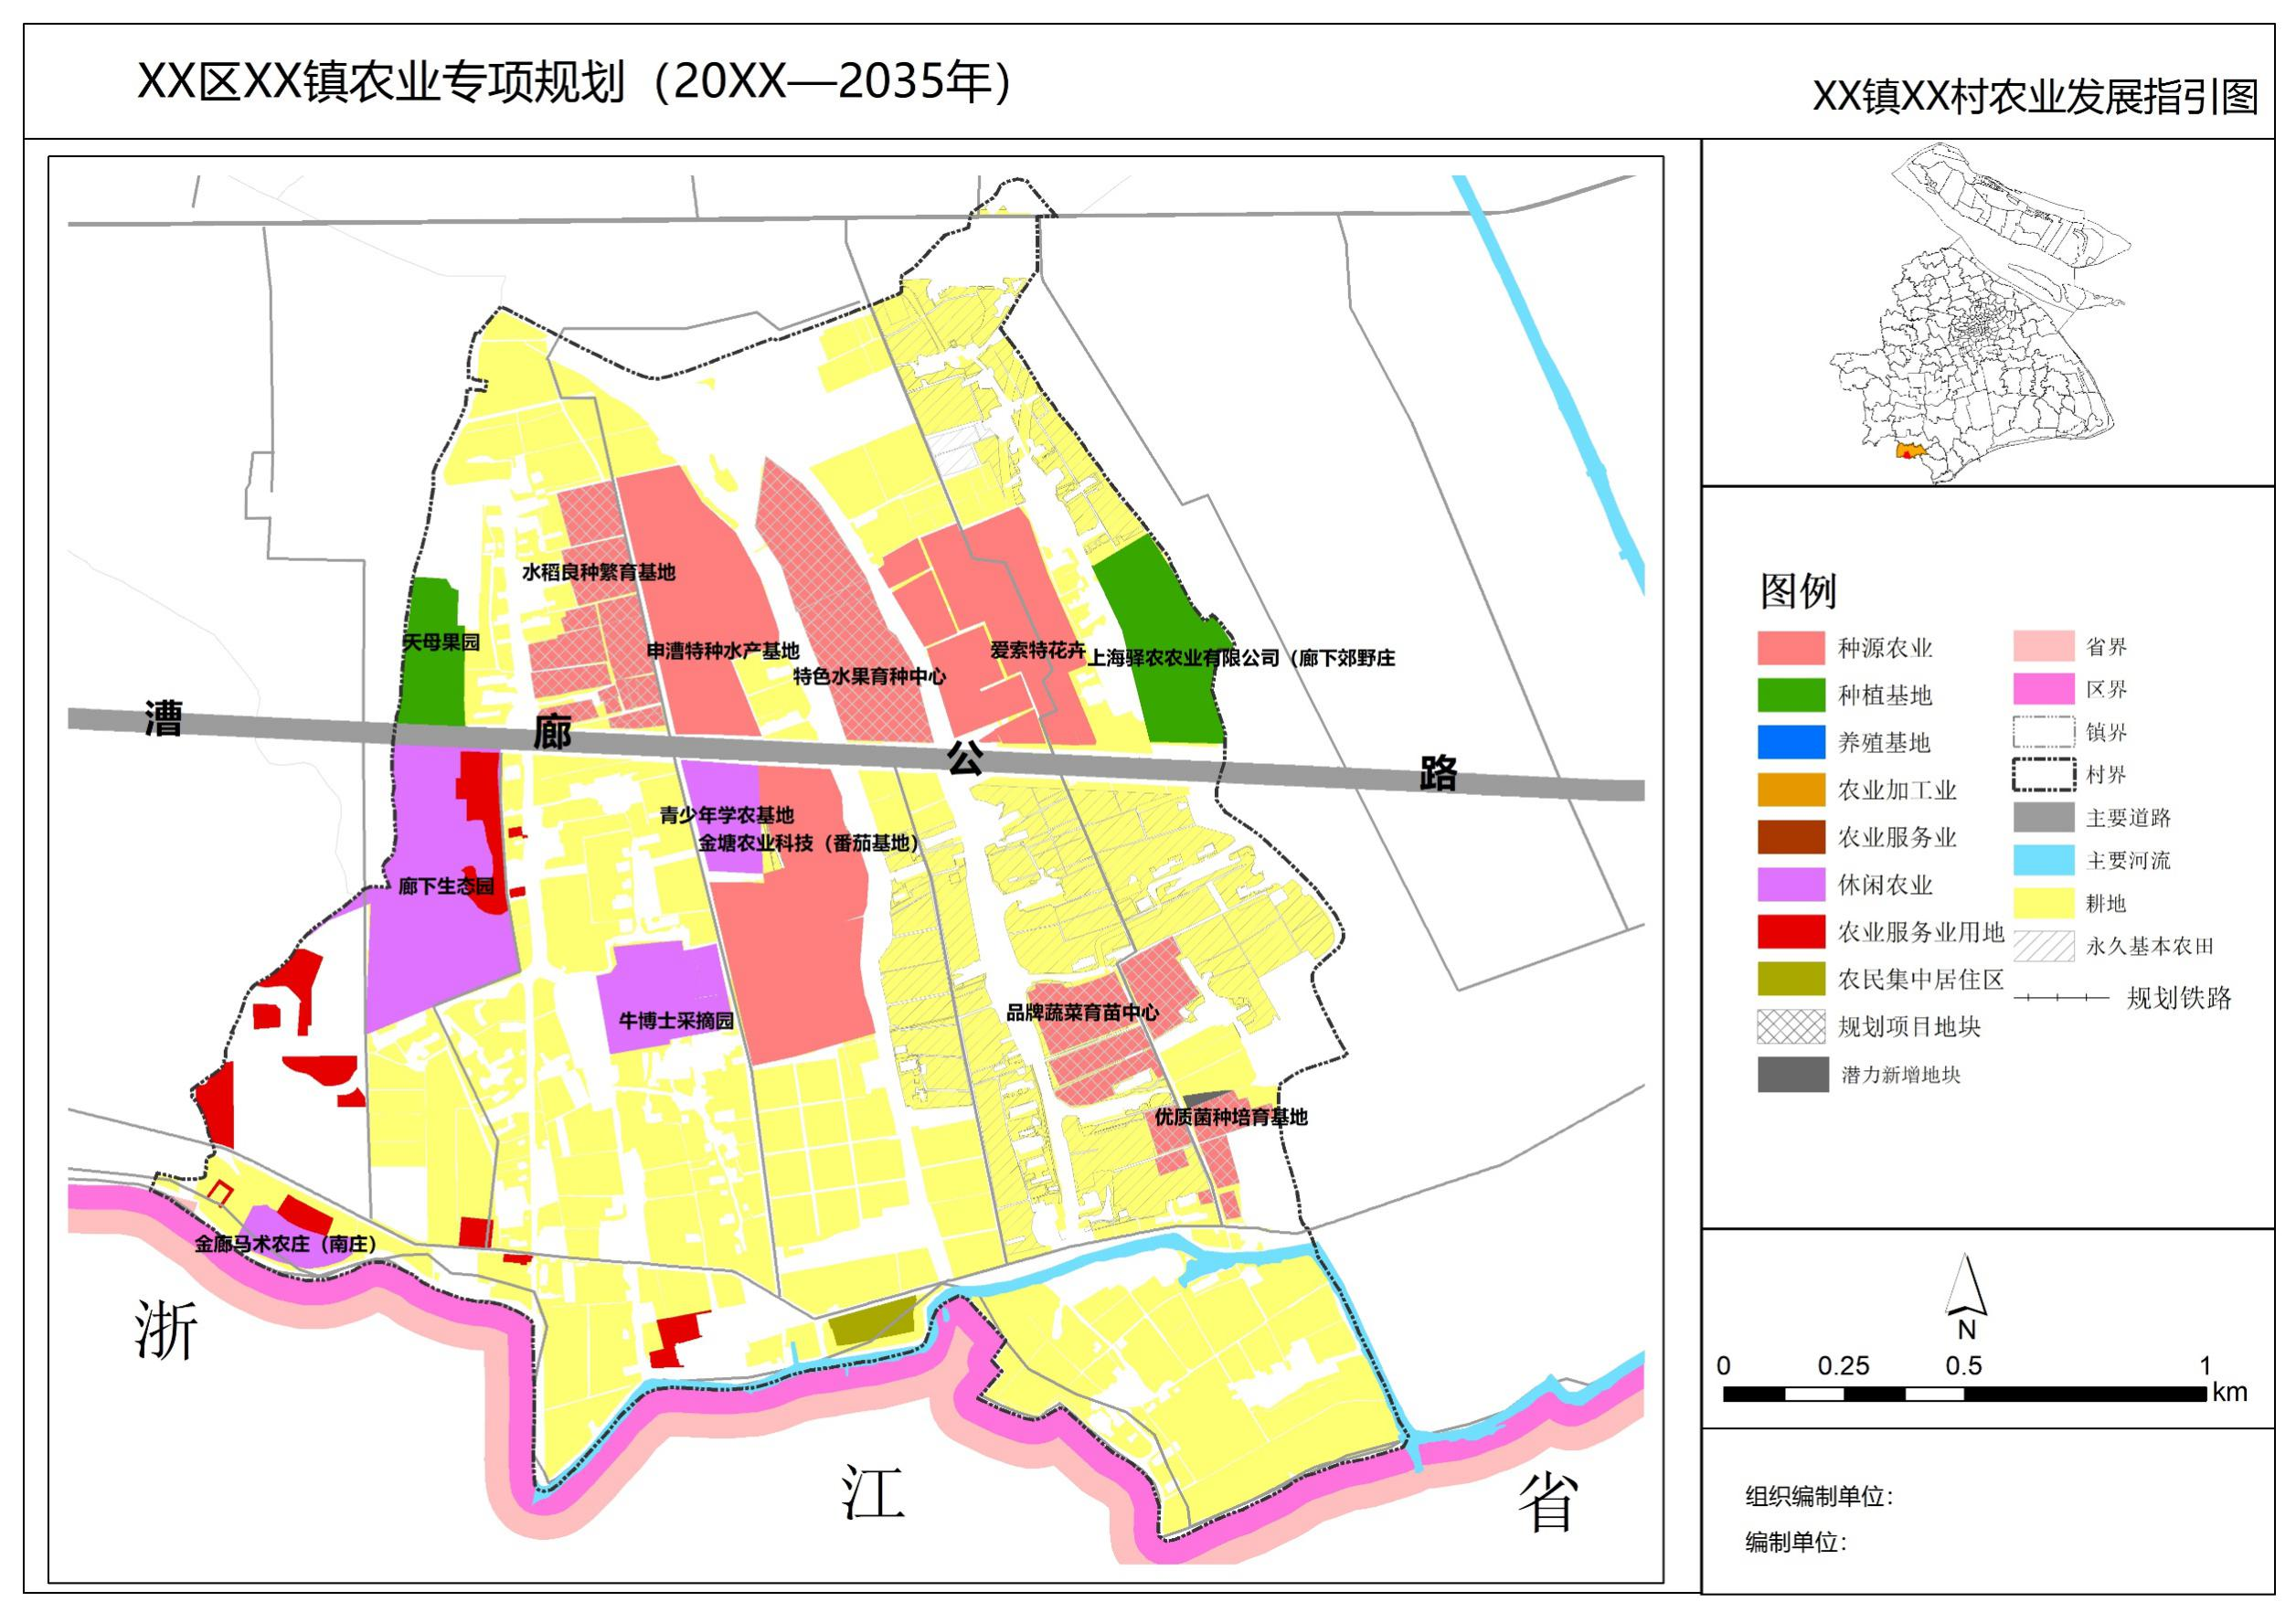 XX区XX镇农业专项规划（20XX—2035年）
XX镇XX村农业发展指引图
水稻良种繁育基地
天母果园
申漕特种水产基地
特色水果育种中心
爱索特花卉
上海驿农农业有限公司（廊下郊野庄
漕
廊
公
路
青少年学农基地
金塘农业科技（番茄基地）
廊下生态园
牛博士采摘园
品牌蔬菜育苗中心
优质菌种培育基地
金廊马术农庄（南庄）
浙
江
省
图例
种源农业
种植基地
养殖基地
农业加工业
农业服务业
休闲农业
农业服务业用地
农民集中居住区
规划项目地块
潜力新增地块
省界
区界
镇界
村界
主要道路
主要河流
耕地
永久基本农田
规划铁路
N
0 0.25 0.5 1
km
组织编制单位：
编制单位：